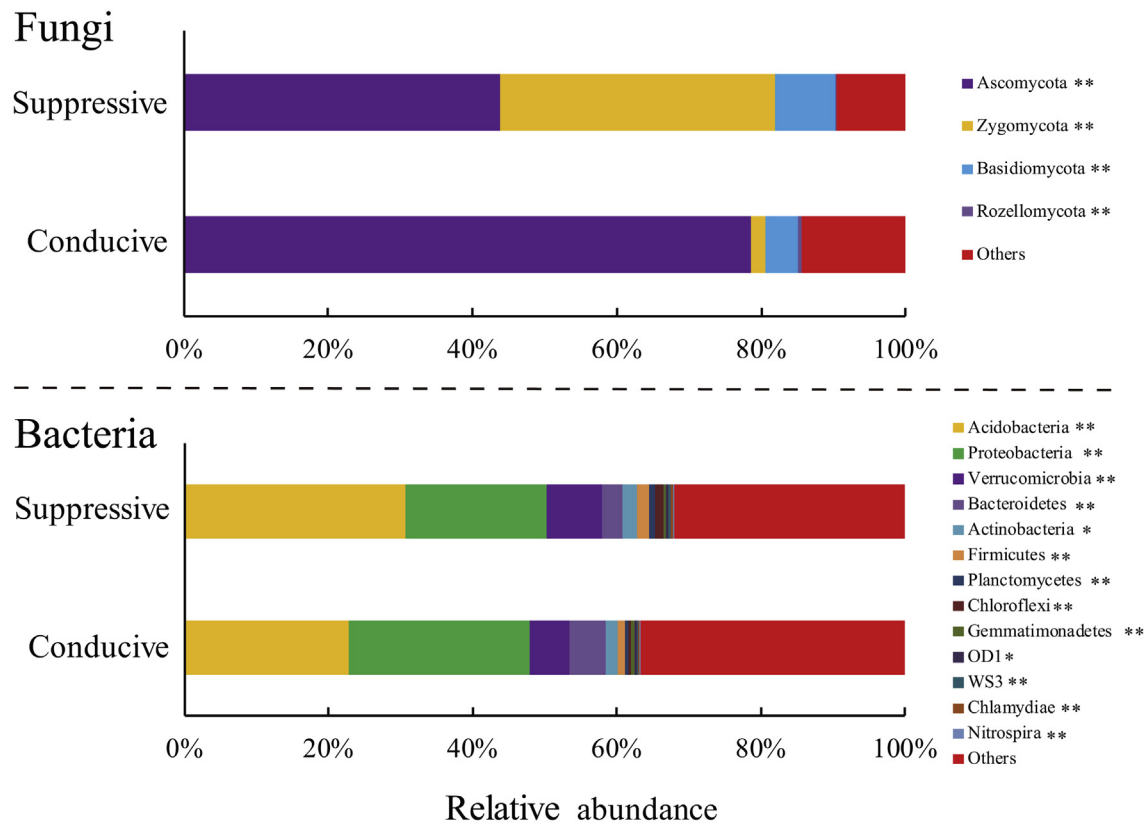 Fungi
Suppressive
Conducive
0% 20% 40% 60% 80% 100%
Ascomycota **
Zygomycota **
Basidiomycota **
Rozellomycota **
Others
Bacteria
Suppressive
Conducive
0% 20% 40% 60% 80% 100%
Relative abundance
Acidobacteria **
Proteobacteria **
Verrucomicrobia **
Bacteroidetes **
Actinobacteria *
Firmicutes **
Planctomycetes **
Chloroflexi **
Gemmatimonadetes **
OD1 *
WS3 **
Chlamydiae **
Nitrospira **
Others